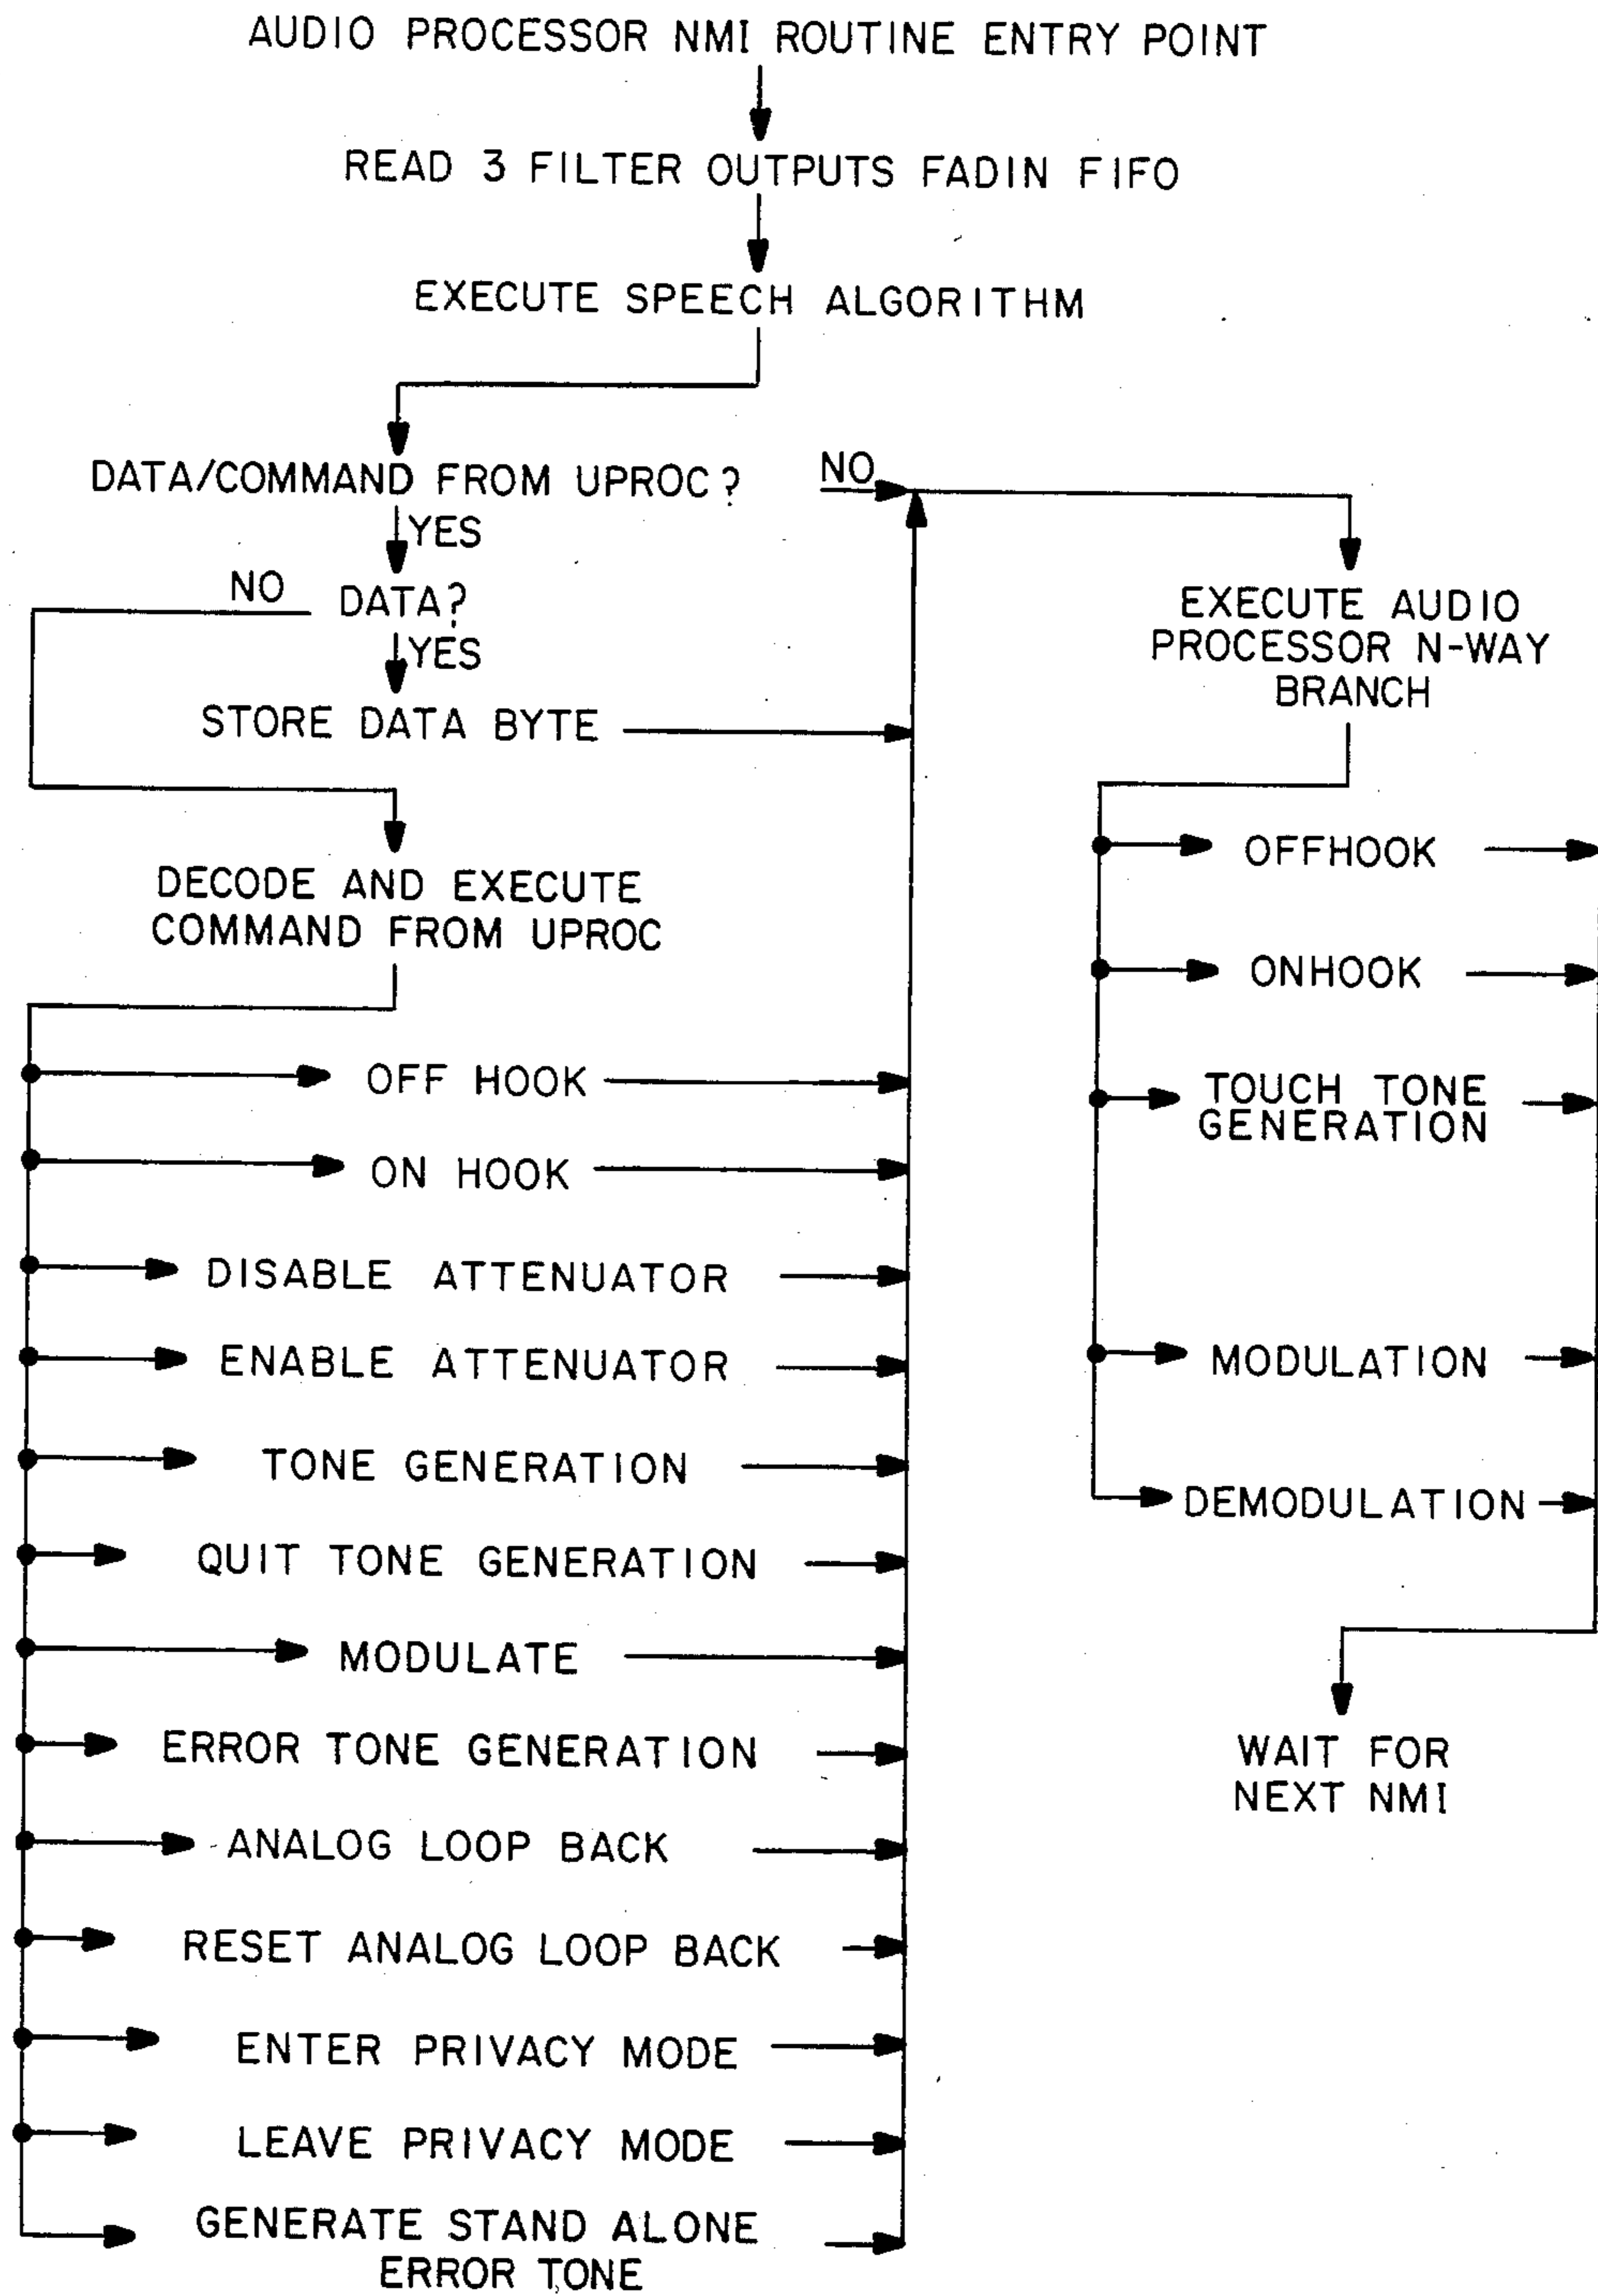 AUDIO PROCESSOR NMI ROUTINE ENTRY POINT
READ 3 FILTER OUTPUTS FADIN FIFO
EXECUTE SPEECH ALGORITHM
DATA/COMMAND FROM UPROC?
NO
YES
NO
DATA?
YES
STORE DATA BYTE
DECODE AND EXECUTE
COMMAND FROM UPROC
OFF HOOK
ON HOOK
DISABLE ATTENUATOR
ENABLE ATTENUATOR
TONE GENERATION
QUIT TONE GENERATION
MODULATE
ERROR TONE GENERATION
ANALOG LOOP BACK
RESET ANALOG LOOP BACK
ENTER PRIVACY MODE
LEAVE PRIVACY MODE
GENERATE STAND ALONE
ERROR TONE
EXECUTE AUDIO
PROCESSOR N-WAY
BRANCH
OFFHOOK
ONHOOK
TOUCH TONE
GENERATION
MODULATION
DEMODULATION
WAIT FOR
NEXT NMI